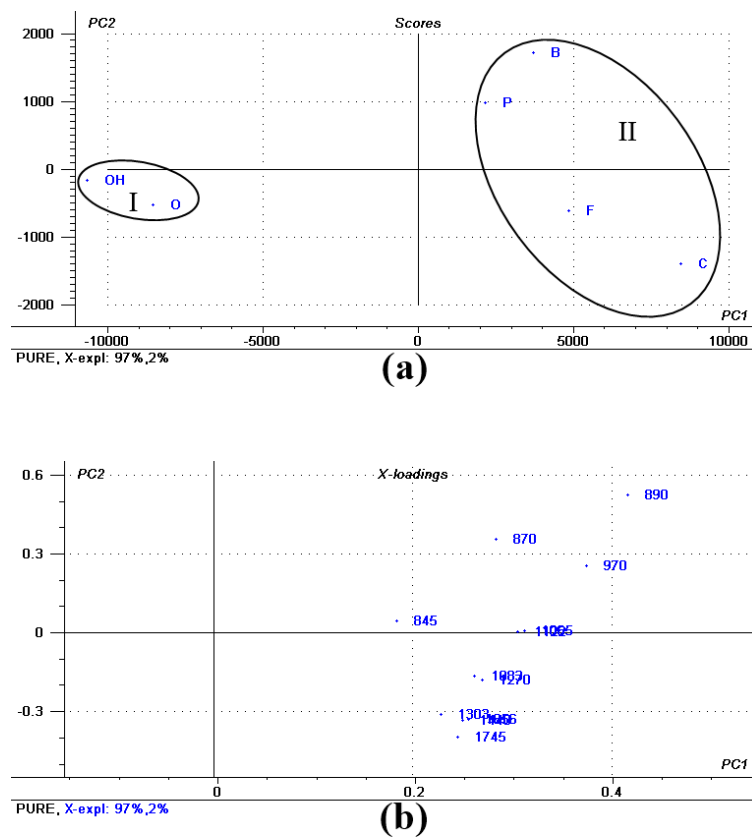 PC2 Scores
2000
B
1000 P
II
0
OH
I O
F
-1000
C
-2000
PC1
-10000 -5000 0 5000 10000
PURE, X-expl: 97%,2%
(a)
PC2 X-loadings
0.6
890
870
0.3 970
845
0
1270
-0.3 1303
1745
PC1
0 0.2 0.4
PURE, X-expl: 97%,2%
(b)